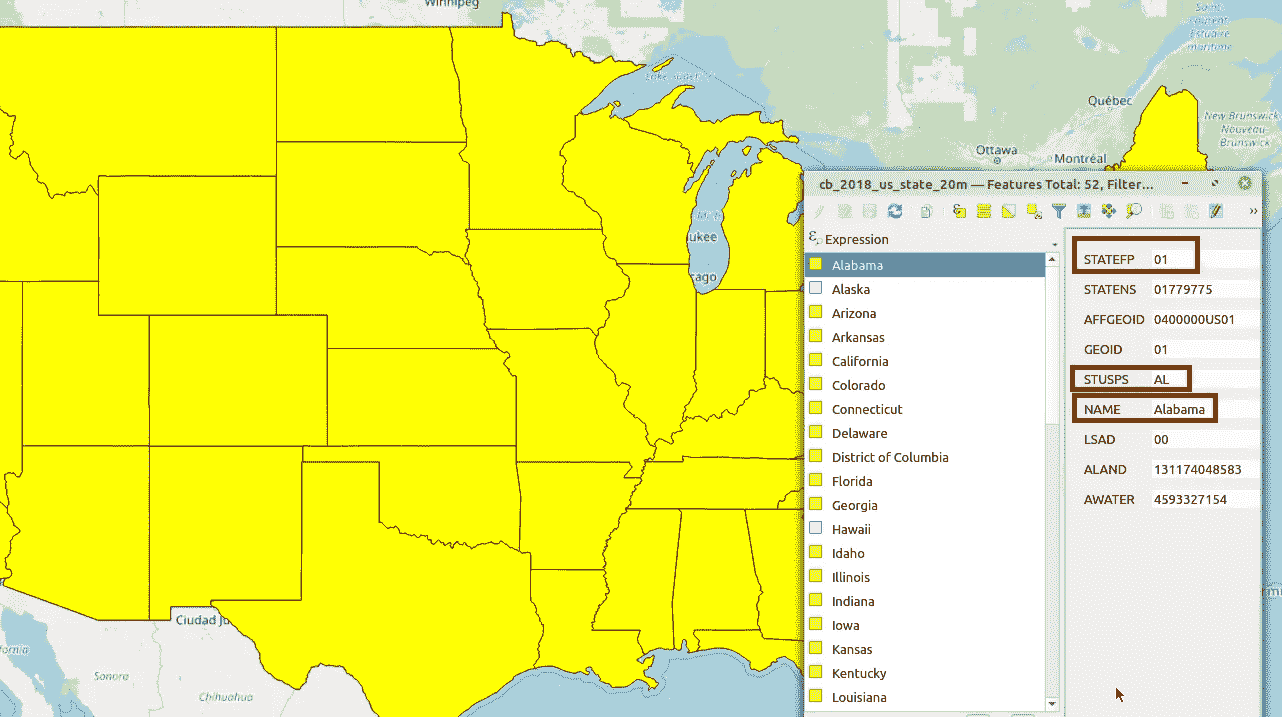 Winnipeg
Saint-
Laurent
Estuaire
maritime
Québec
New Brunswick
Nouveau-
Brunswick
Ottawa
Montréal
ukee
ago
Ciudad Ju
Sonora
Chihuahua
fornia
cb_2018_us_state_20m — Features Total: 52, Filter...
Expression
Alabama
Alaska
Arizona
Arkansas
California
Colorado
Connecticut
Delaware
District of Columbia
Florida
Georgia
Hawaii
Idaho
Illinois
Indiana
Iowa
Kansas
Kentucky
Louisiana
STATEFP 01
STATENS 01779775
AFFGEOID 0400000US01
GEOID 01
STUSPS AL
NAME Alabama
LSAD 00
ALAND 131174048583
AWATER 4593327154